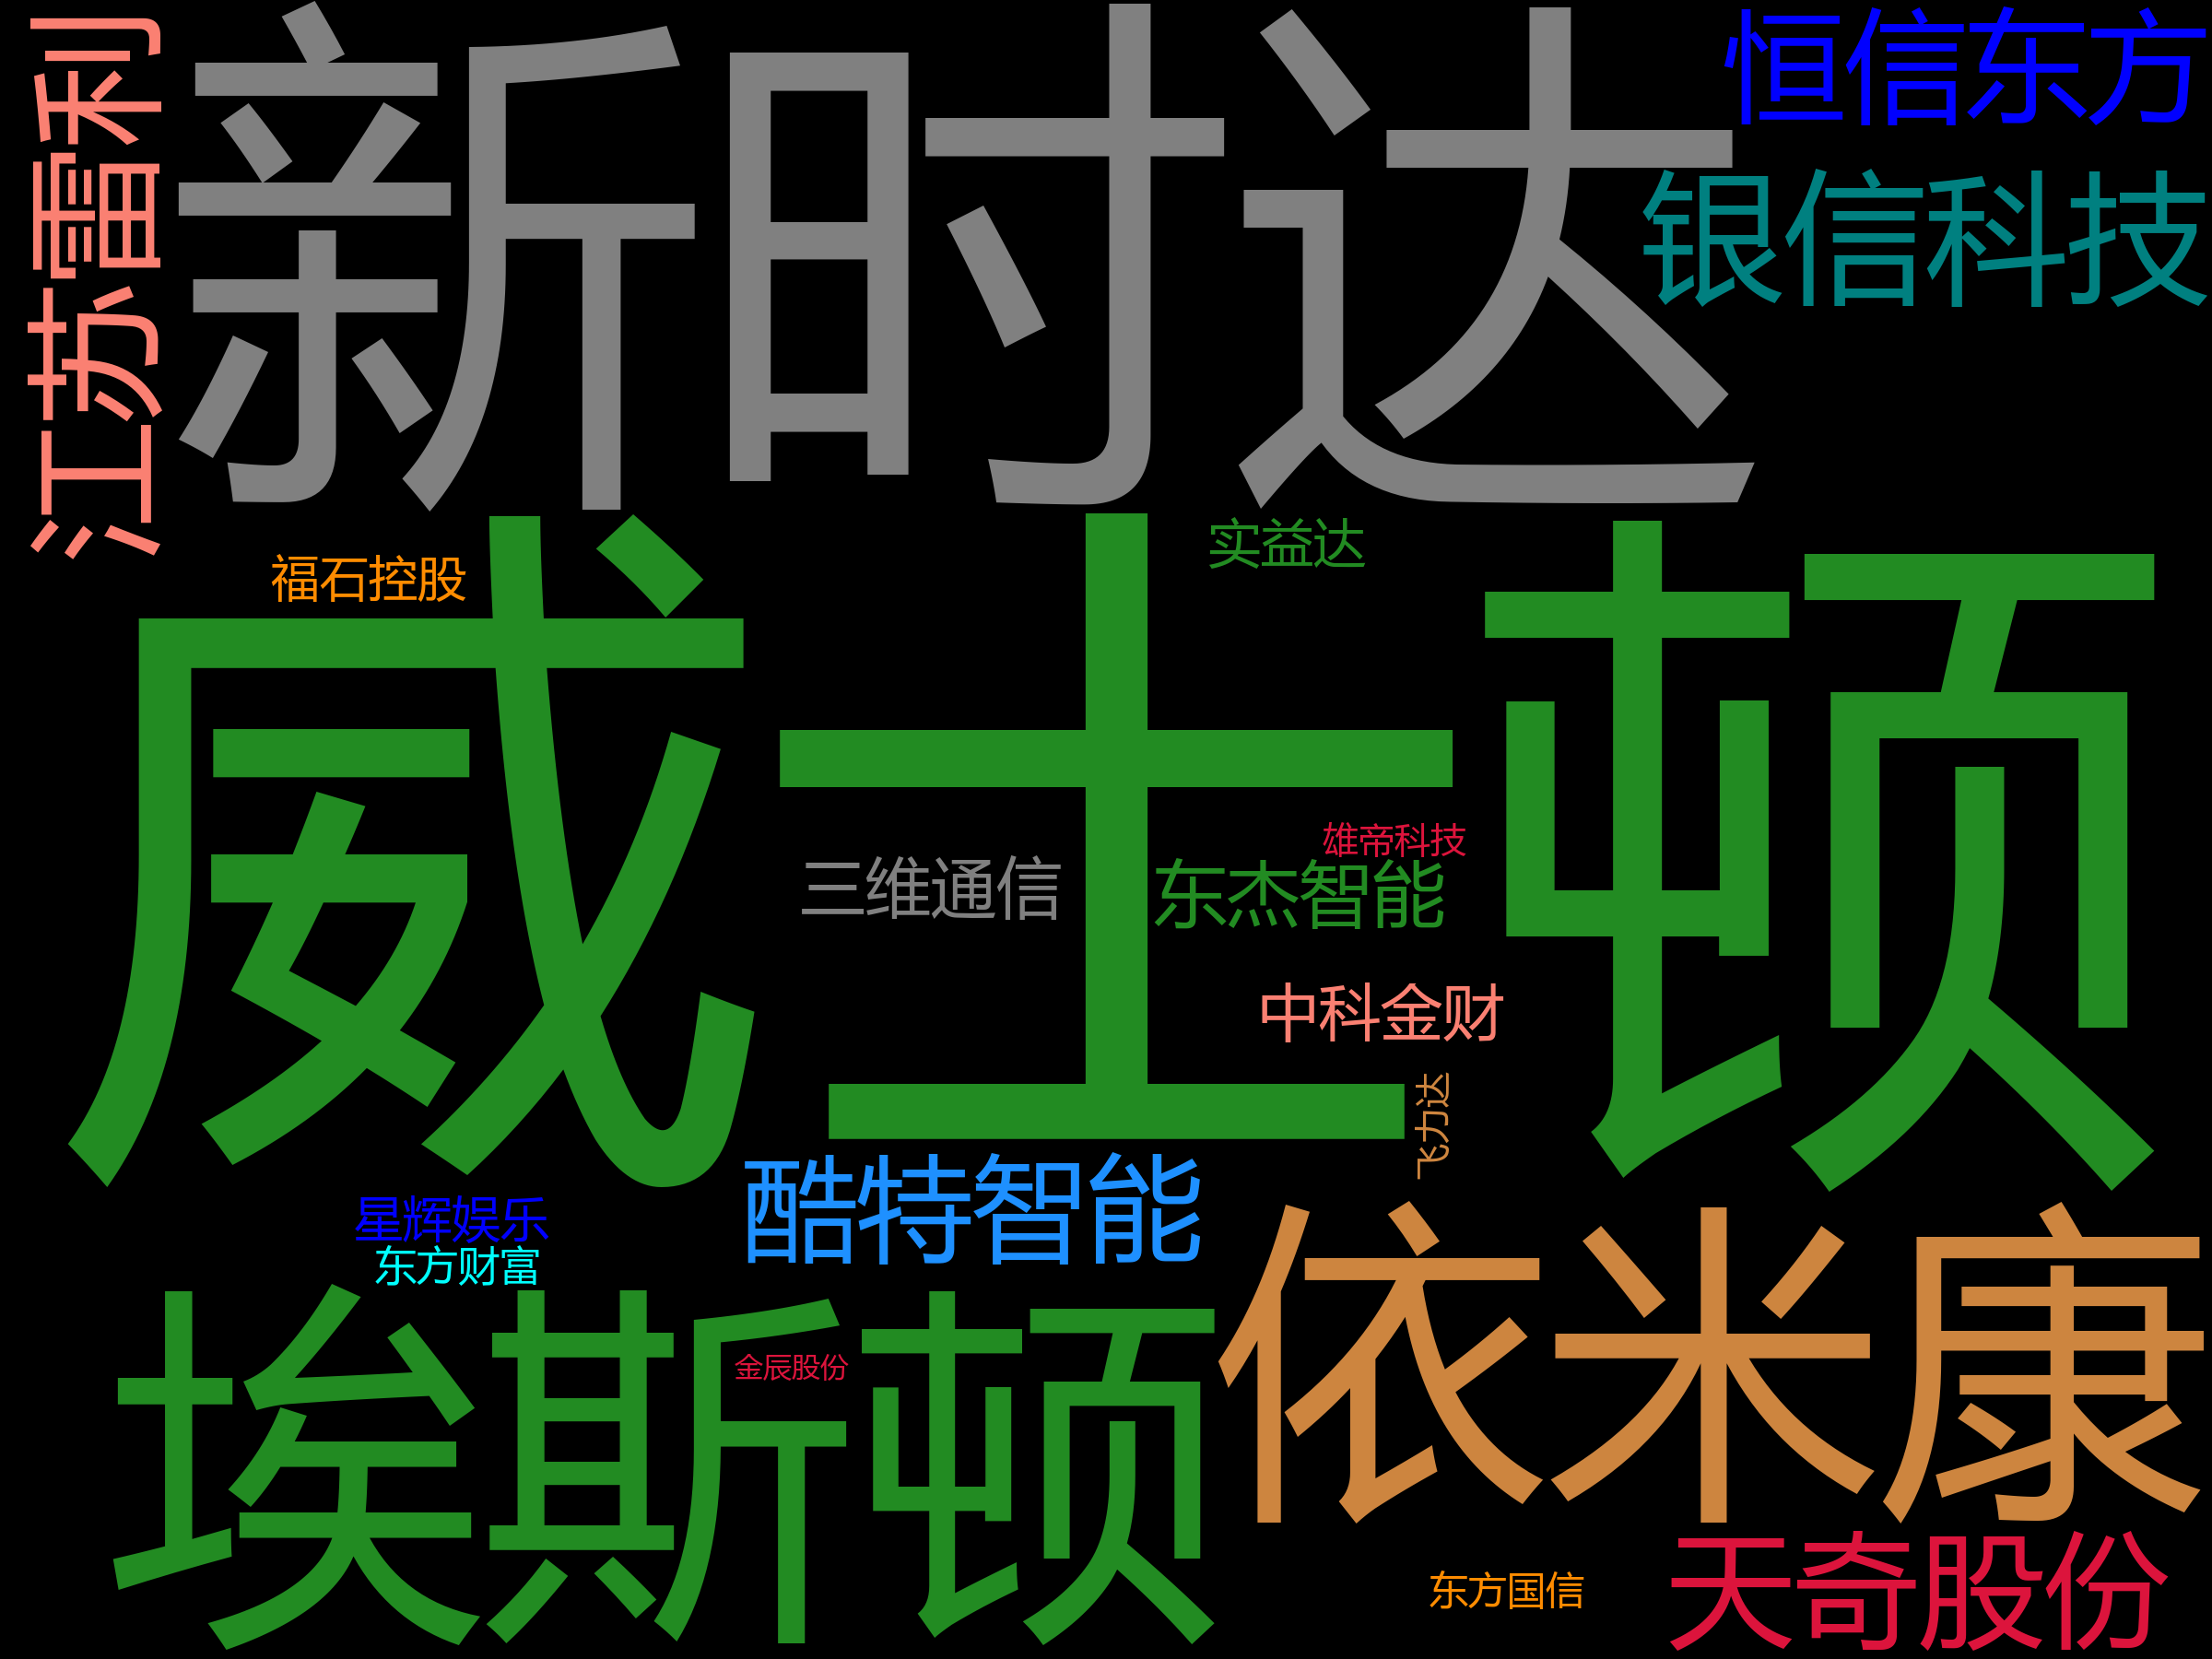 江苏雷利
新时达
恒信东方
银信科技
实益达
福石控股
威士顿
雄帝科技
三维通信
东杰智能
中科金财
飞力达
酷特智能
星辉娱乐
东方财富
依米康
埃斯顿
金股股份
东方国信
天奇股份